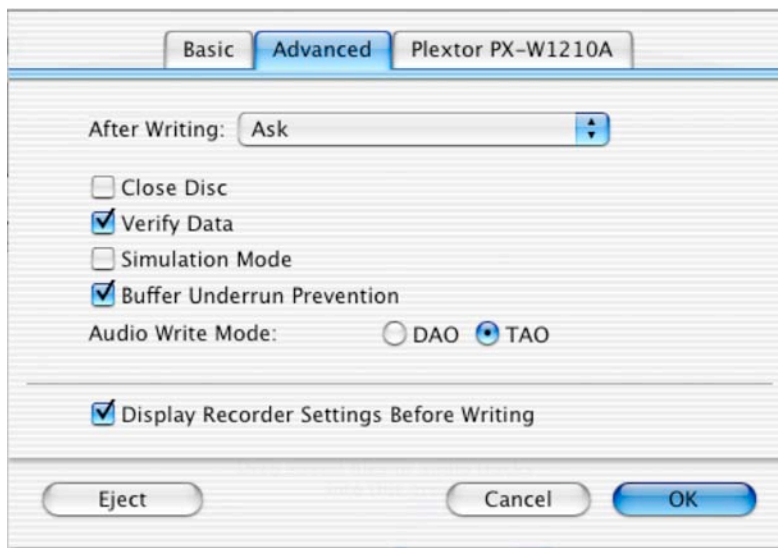 Basic Advanced Plextor PX-W1210A
After Writing: Ask
Close Disc
Verify Data
Simulation Mode
Buffer Underrun Prevention
Audio Write Mode: DAO TAO
Display Recorder Settings Before Writing
Eject Cancel OK